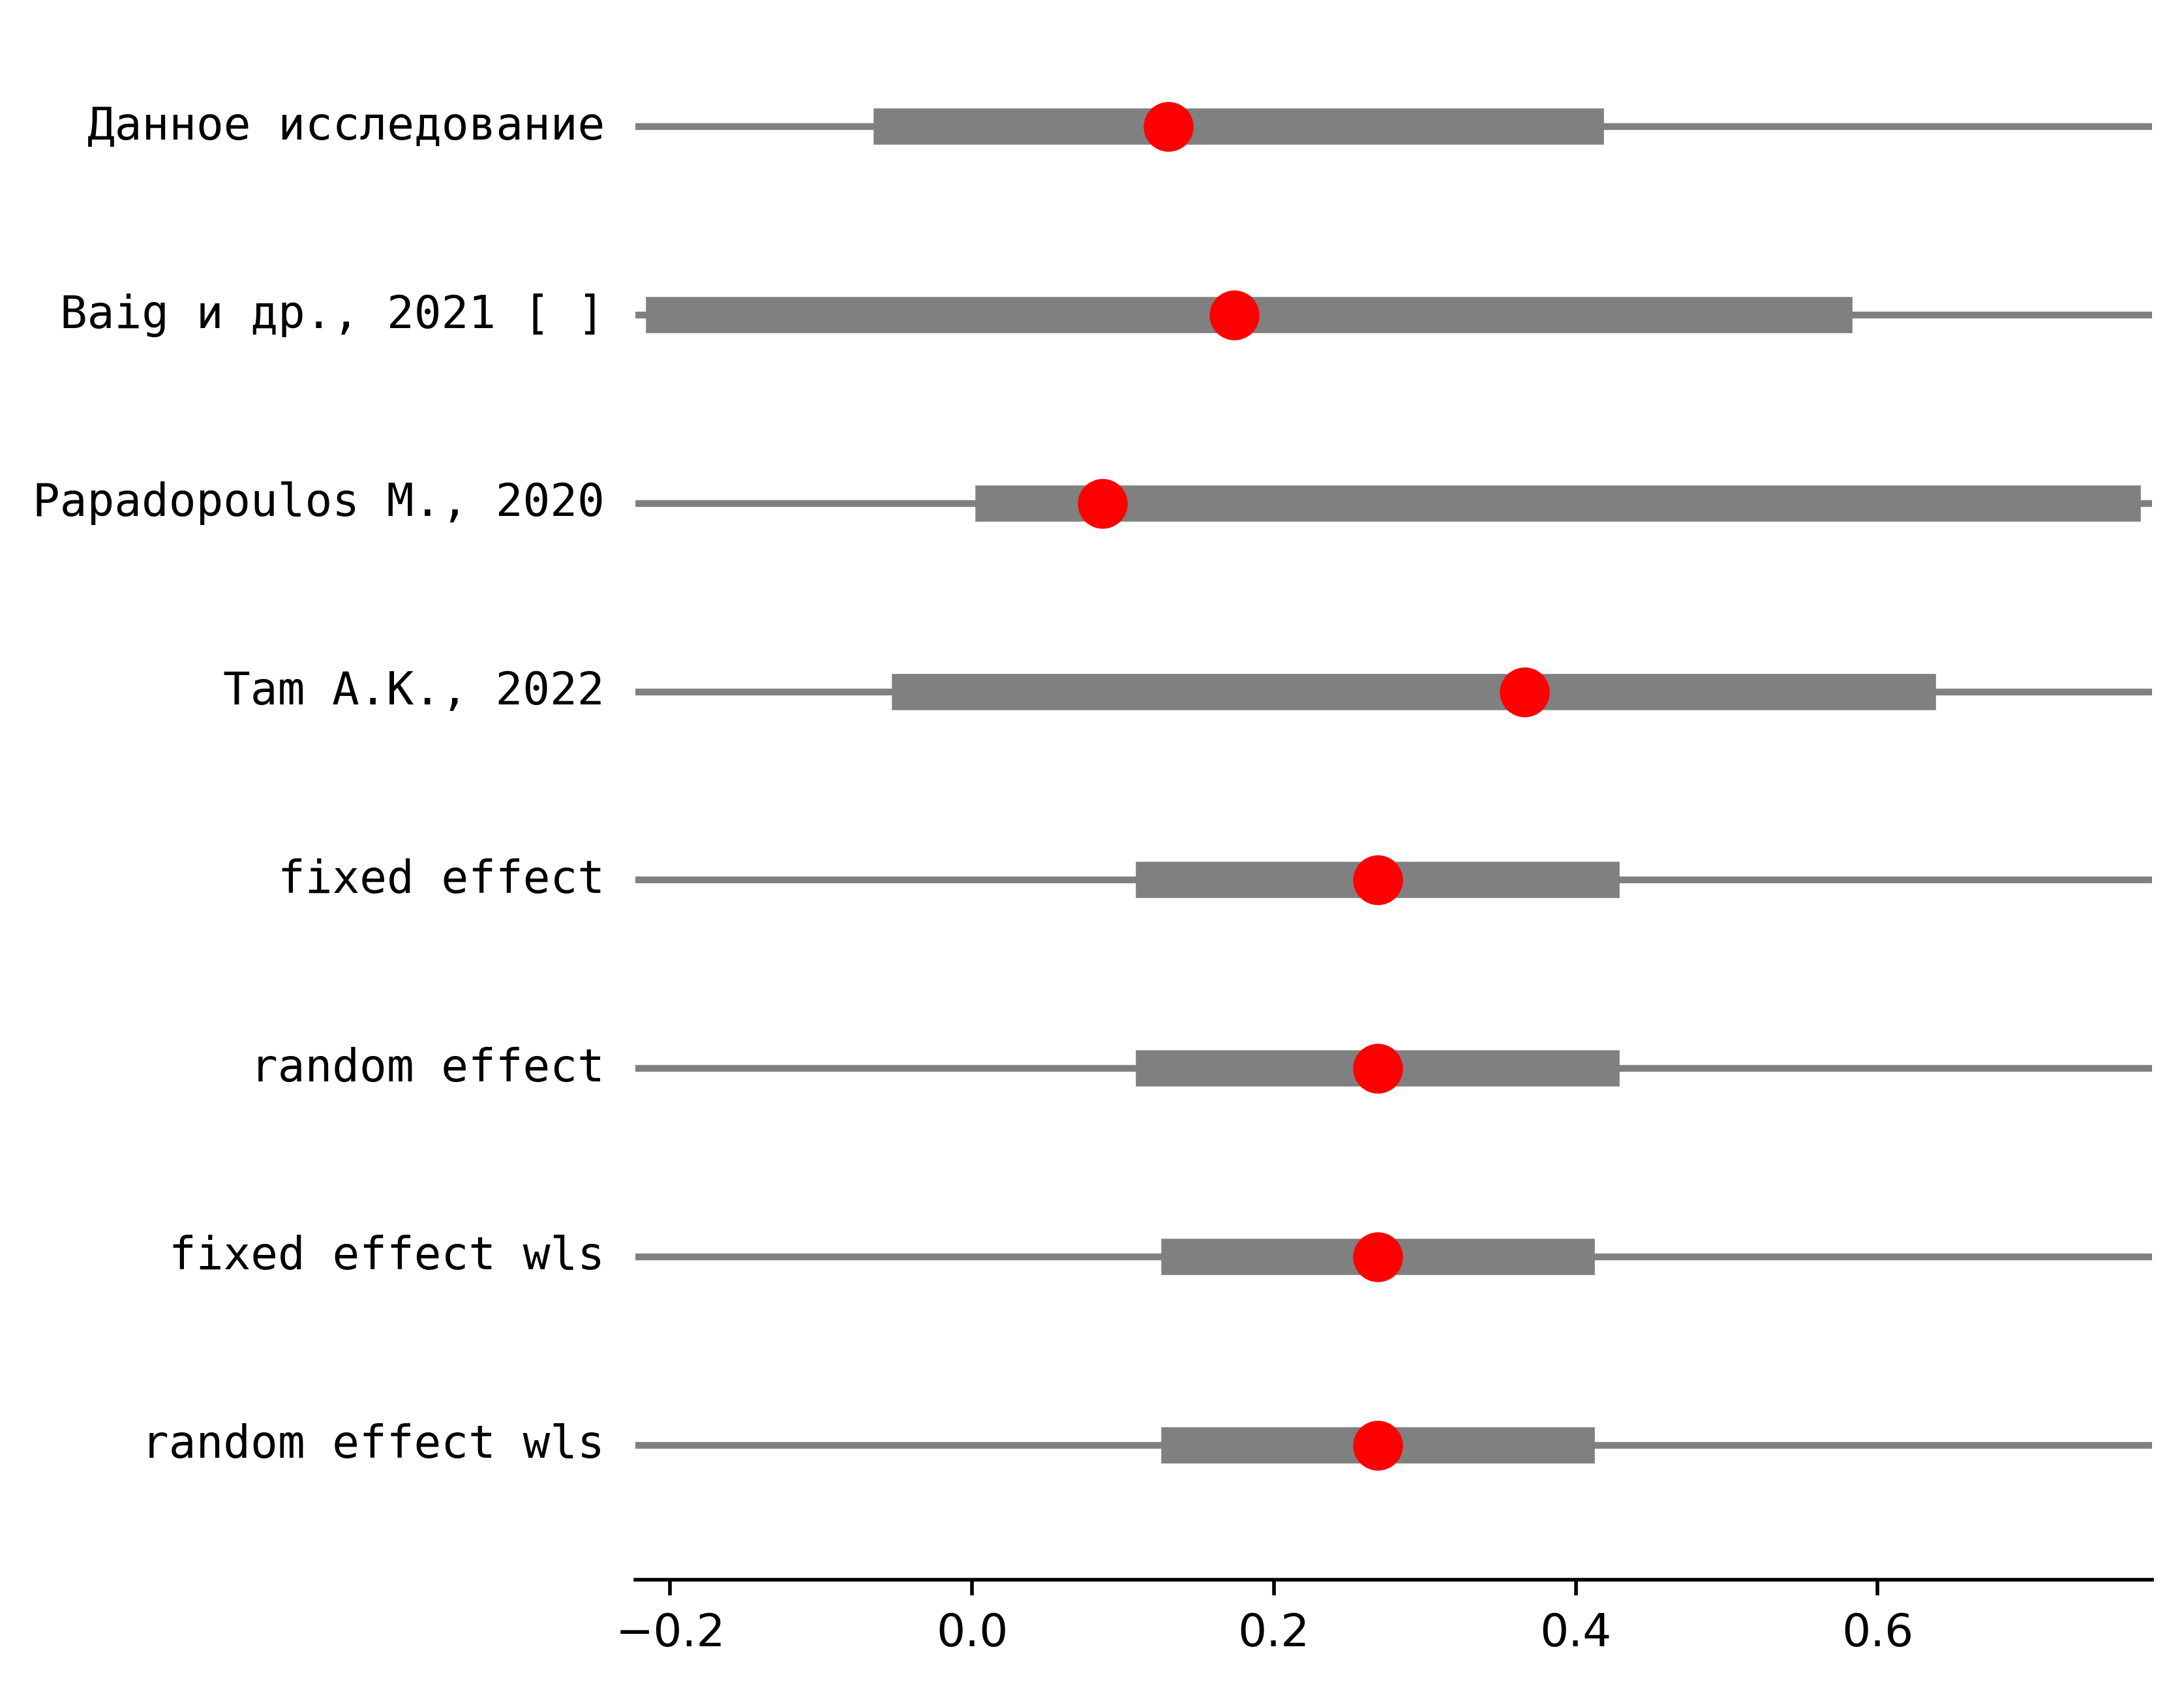 Данное исследование
Baig и др., 2021 [ ]
Papadopoulos M., 2020
Tam A.K., 2022
fixed effect
random effect
fixed effect wls
random effect wls
−0.2 0.0 0.2 0.4 0.6